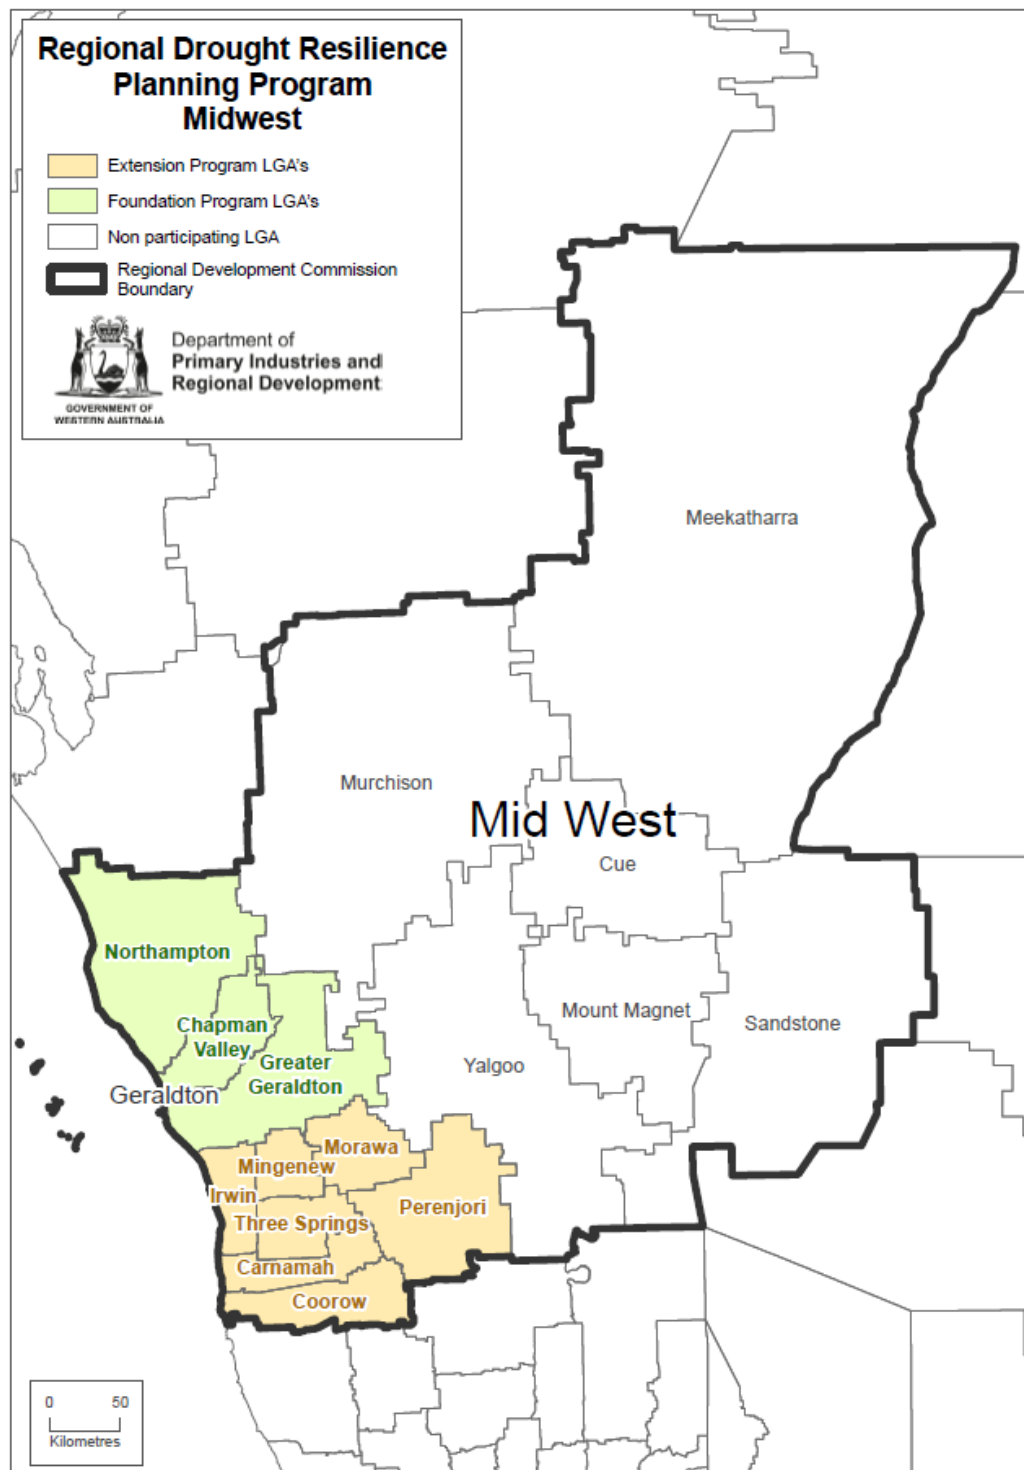 Regional Drought Resilience
Planning Program
Midwest
Extension Program LGA's
Foundation Program LGA's
Non participating LGA
Regional Development Commission
Boundary
Department of
Primary Industries and
Regional Development
GOVERNMENT OF
WESTERN AUSTRALIA
Meekatharra
Murchison
Mid West
Cue
Northampton
Mount Magnet
Sandstone
Chapman
Valley
Yalgoo
Greater
Geraldton
Geraldton
Morawa
Mingenew
Irwin
Perenjori
Three Springs
Carnamah
Coorow
0 50
Kilometres